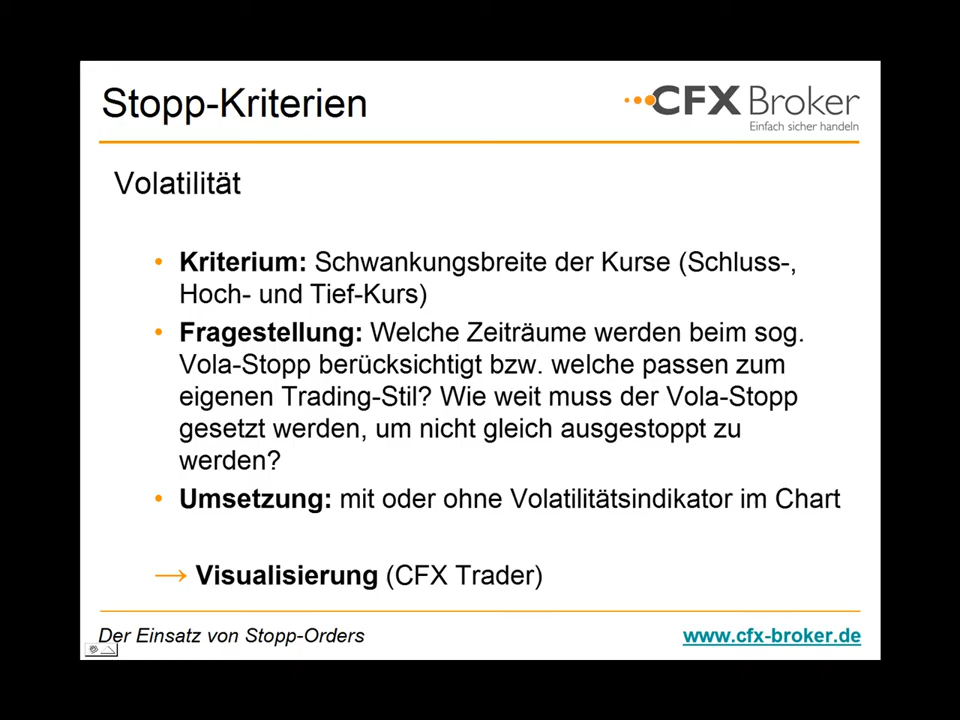 Stopp-Kriterien
CFX Broker
Einfach sicher handeln
Volatilität
• Kriterium: Schwankungsbreite der Kurse (Schluss-,
Hoch- und Tief-Kurs)
• Fragestellung: Welche Zeiträume werden beim sog.
Vola-Stopp berücksichtigt bzw. welche passen zum
eigenen Trading-Stil? Wie weit muss der Vola-Stopp
gesetzt werden, um nicht gleich ausgestoppt zu
werden?
• Umsetzung: mit oder ohne Volatilitätsindikator im Chart
→ Visualisierung (CFX Trader)
Der Einsatz von Stopp-Orders
www.cfx-broker.de